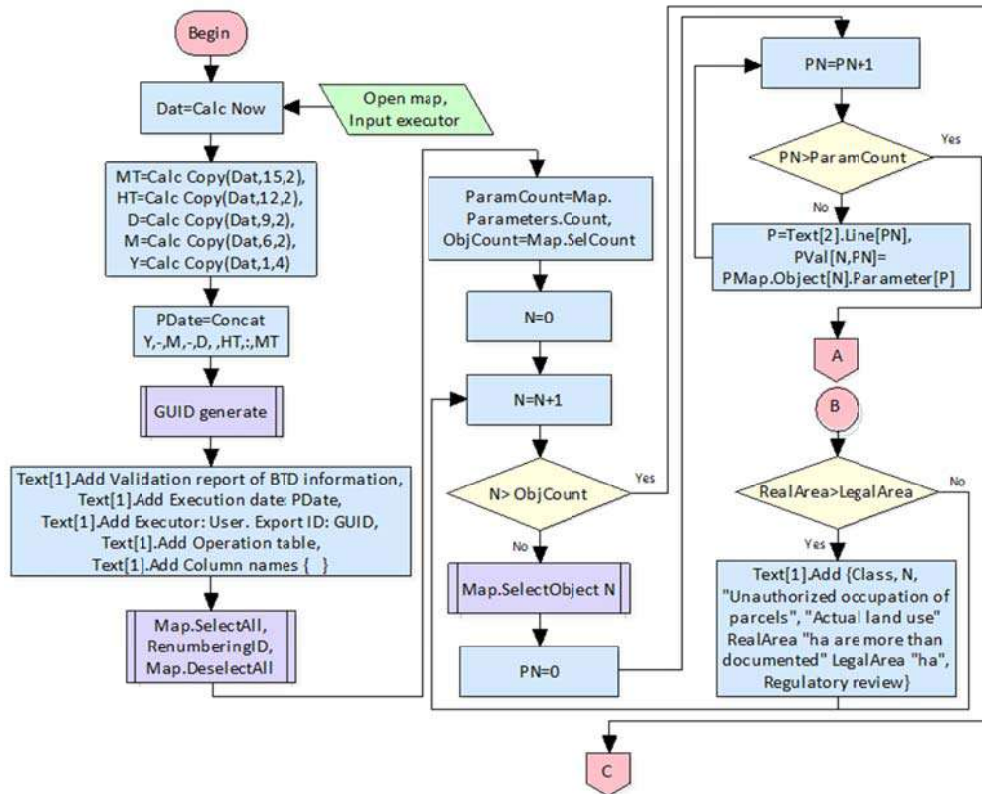 Begin
Dat=Calc Now
Open map,
Input executor
MT=Calc Copy(Dat,15,2),
HT=Calc Copy(Dat,12,2),
D=Calc Copy(Dat,9,2),
M=Calc Copy(Dat,6,2),
Y=Calc Copy(Dat,1,4)
PDate=Concat
Y,-,M,-,D, ,HT,:,MT
GUID generate
Text[1].Add Validation report of BTD information,
Text[1].Add Execution date: PDate,
Text[1].Add Executor: User. Export ID: GUID,
Text[1].Add Operation table,
Text[1].Add Column names { }
Map.SelectAll,
RenumberingID,
Map.DeselectAll
ParamCount=Map.
Parameters.Count,
ObjCount=Map.SelCount
N=0
N=N+1
N> ObjCount
Yes
No
Map.SelectObject N
PN=0
PN=PN+1
PN>ParamCount
Yes
No
P=Text[2].Line[PN],
PVal[N,PN]=
PMap.Object[N].Parameter[P]
A
B
RealArea>LegalArea
No
Yes
Text[1].Add {Class, N,
"Unauthorized occupation of
parcels", "Actual land use"
RealArea "ha are more than
documented" LegalArea "ha",
Regulatory review}
C